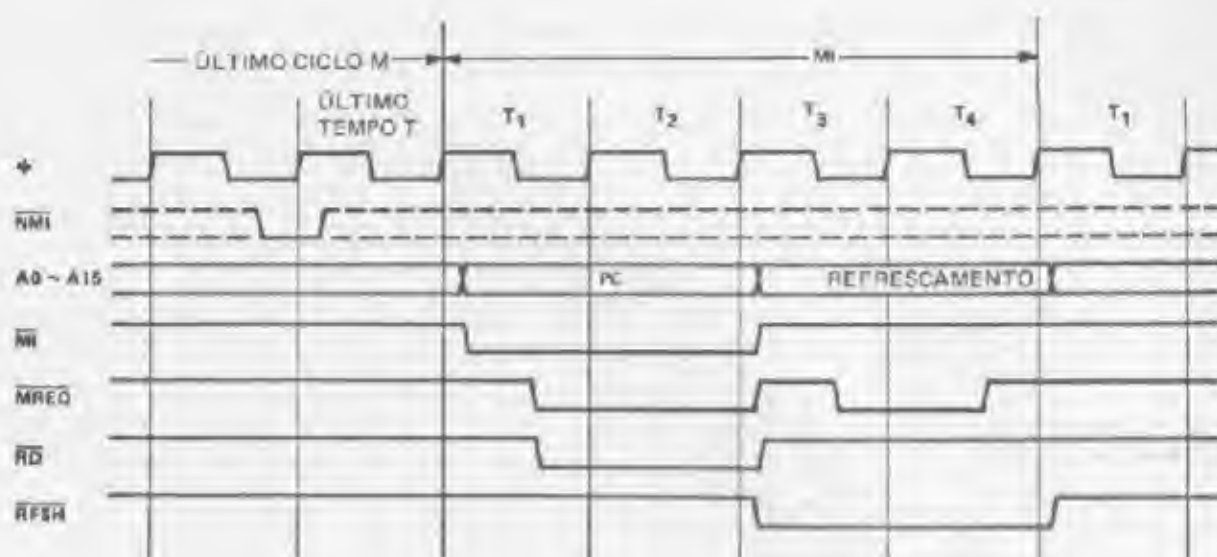 ÚLTIMO CICLO M
M1
ÚLTIMO
TEMPO T
T1
T2
T3
T4
T1
Φ
NMI
A0 ~ A15
PC
REFRESCAMENTO
M1
MREQ
RD
RFSH